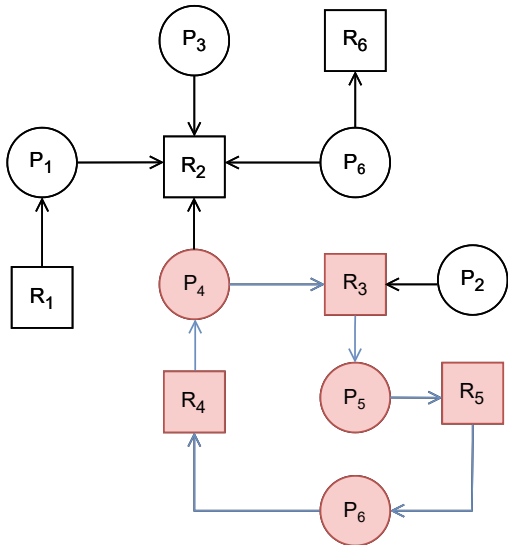 P₃
R₆
P₁
R₂
P₆
R₁
P₄
R₃
P₂
R₄
P₅
R₅
P₆